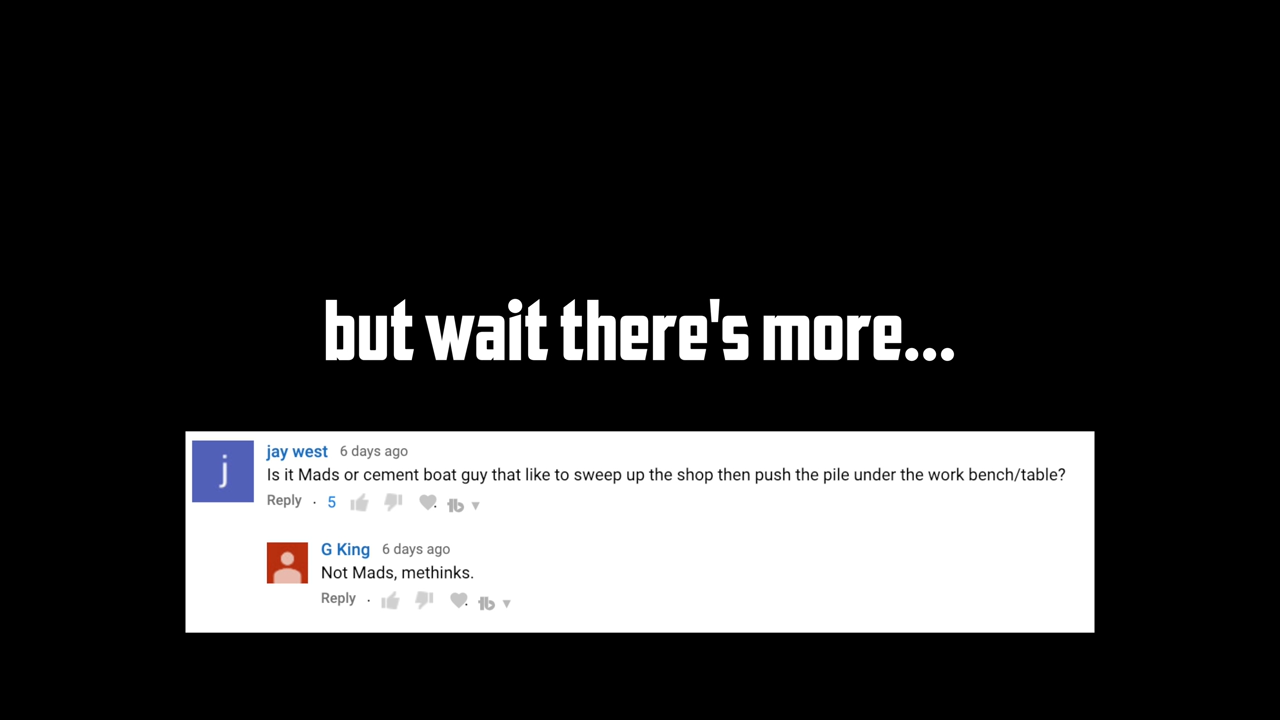 but wait there's more...
j
jay west 6 days ago
Is it Mads or cement boat guy that like to sweep up the shop then push the pile under the work bench/table?
Reply · 5 tb ▾
G King 6 days ago
Not Mads, methinks.
Reply · tb ▾